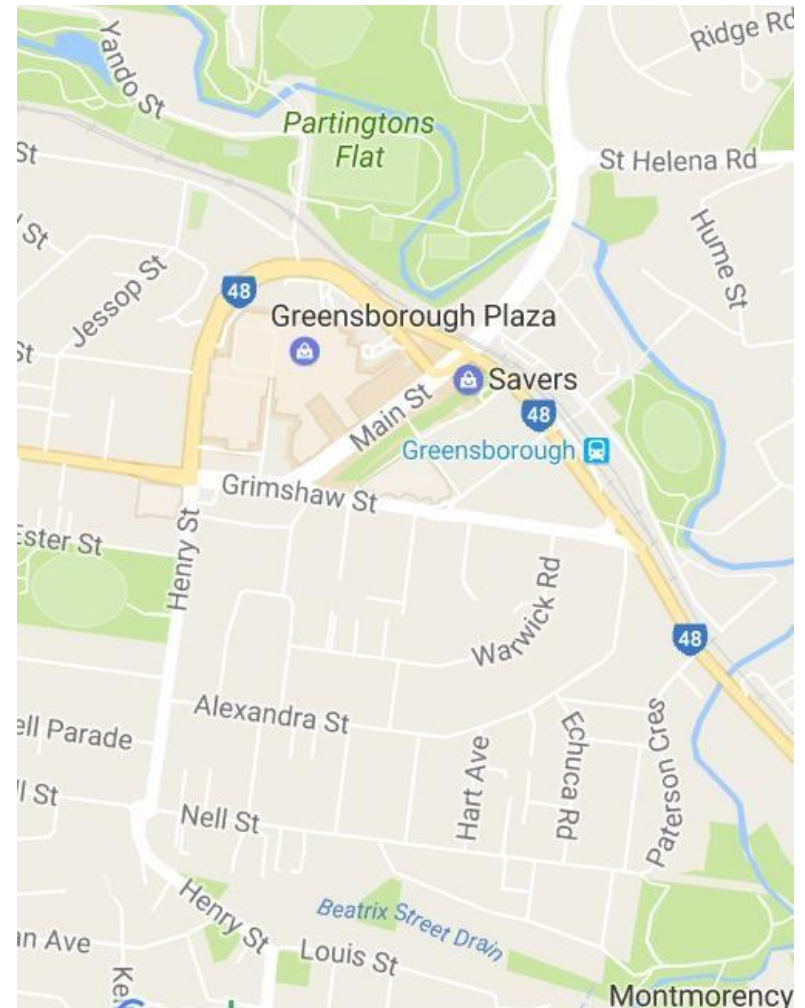 Ridge Rd
Yando St
Partingtons
Flat
St
St Helena Rd
St
Hume St
Jessop St
48
Greensborough Plaza
St
Savers
Main St
48
Greensborough
Grimshaw St
Ester St
Henry St
Warwick Rd
48
Alexandra St
ell Parade
Echuca Rd
Paterson Cres
Hart Ave
ll St
Nell St
Henry St
Beatrix Street Drain
an Ave
Louis St
Ke
Montmorency